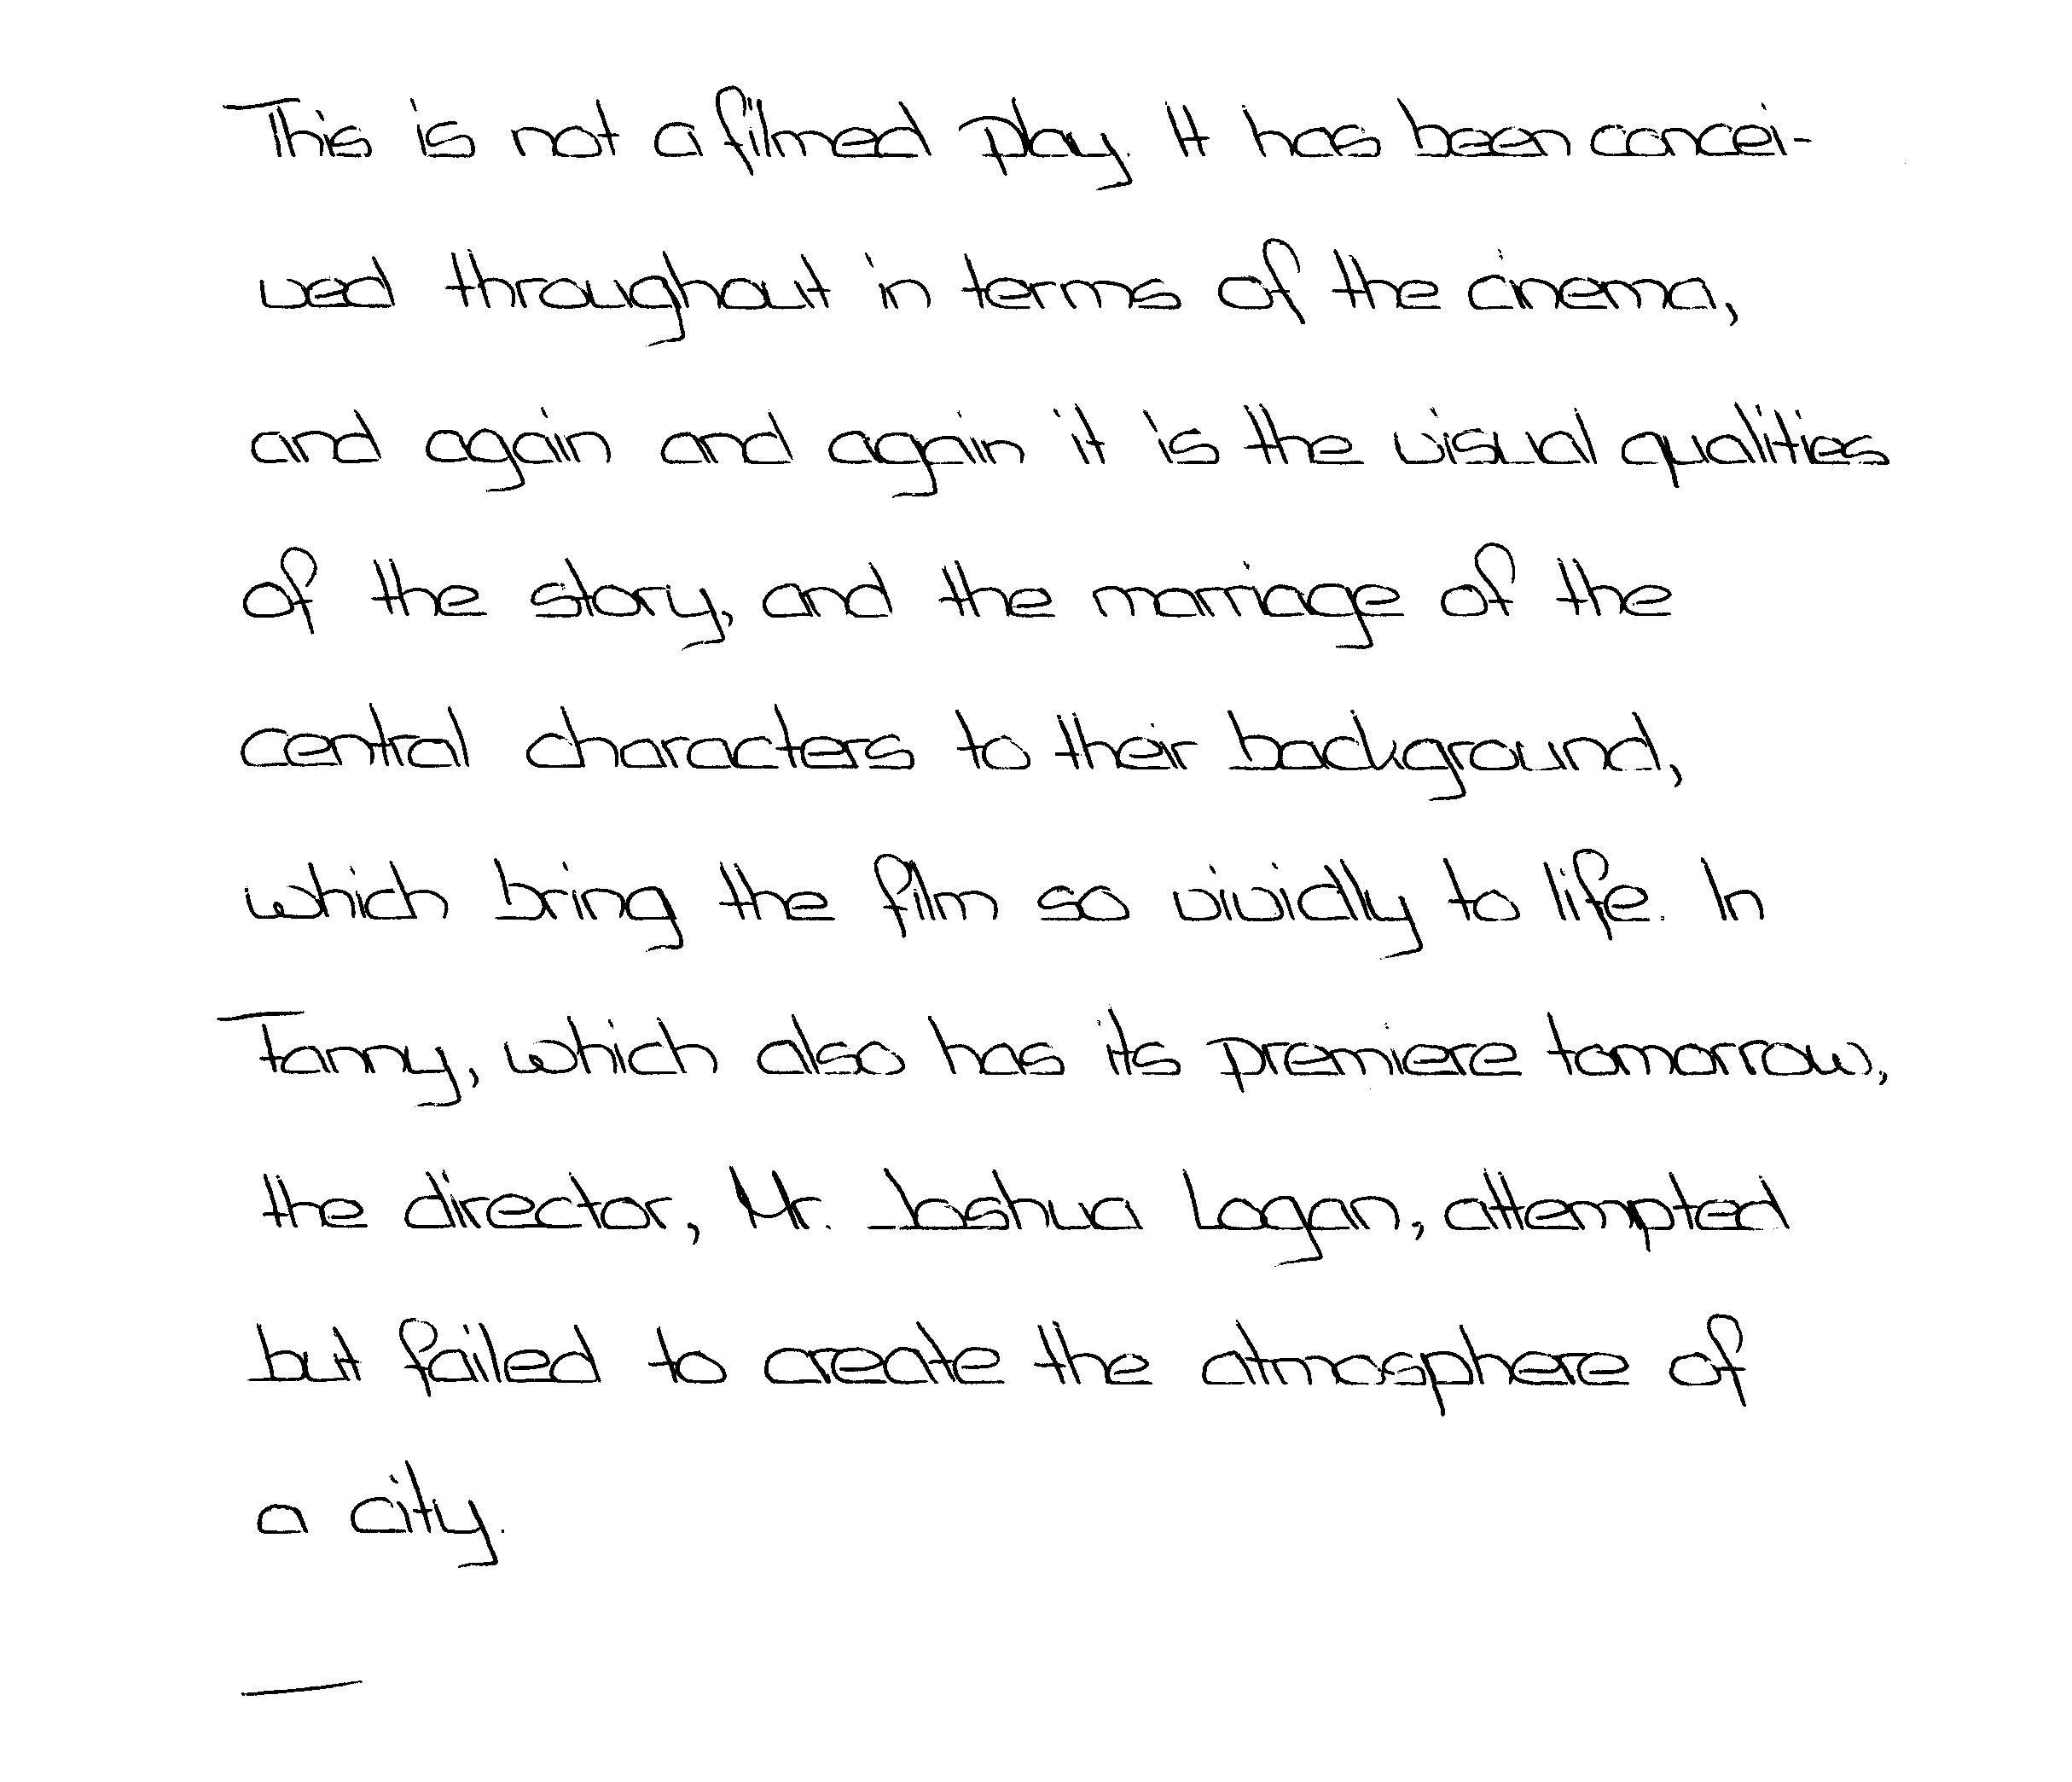 This is not a filmed play. It has been concei-
ved throughout in terms of the cinema,
and again and again it is the visual qualities
of the story, and the marriage of the
central characters to their background,
which bring the film so vividly to life. In
Fanny, which also has its premiere tomorrow,
the director, Mr. Joshua Logan, attempted
but failed to create the atmosphere of
a city.